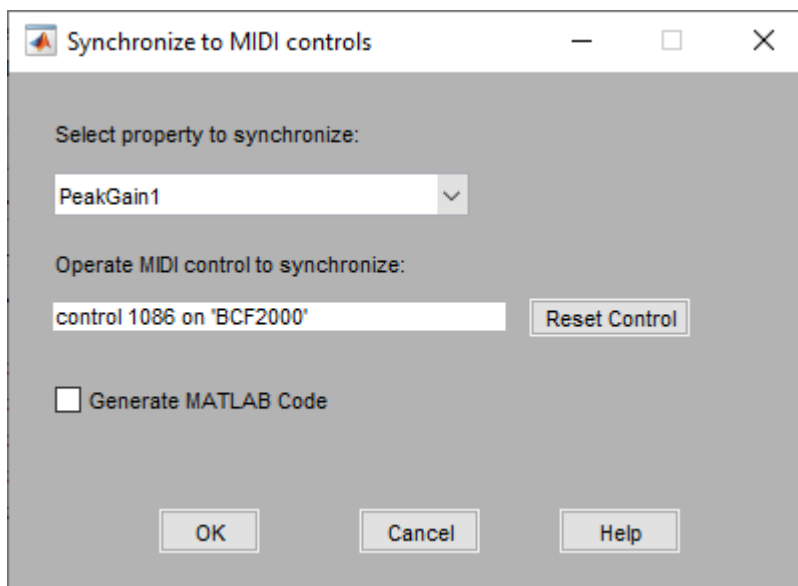 Synchronize to MIDI controls
Select property to synchronize:
PeakGain1
Operate MIDI control to synchronize:
control 1086 on 'BCF2000'
Reset Control
Generate MATLAB Code
OK
Cancel
Help